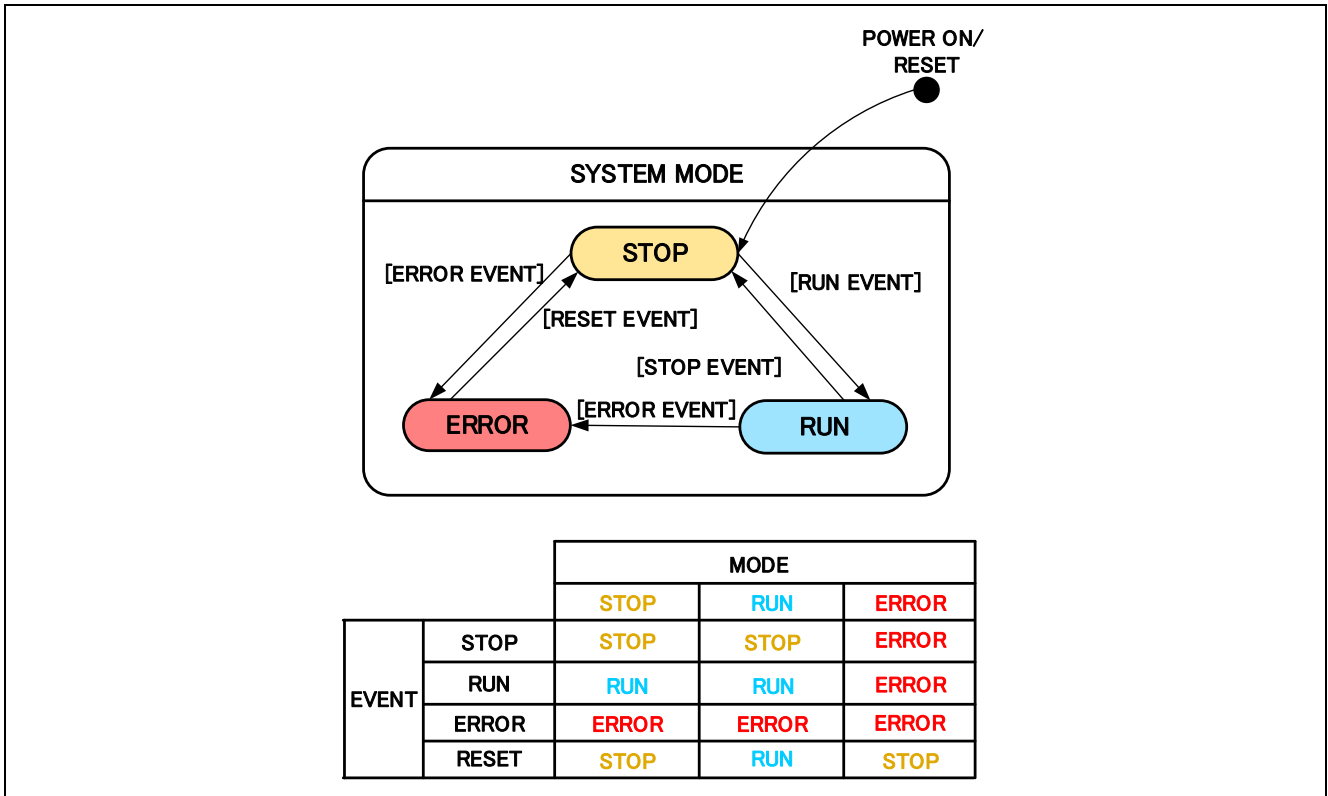 POWER ON/
RESET
SYSTEM MODE
STOP
[ERROR EVENT]
[RUN EVENT]
[RESET EVENT]
[STOP EVENT]
[ERROR EVENT]
ERROR
RUN
MODE
STOP RUN ERROR
EVENT
STOP STOP STOP ERROR
RUN RUN RUN ERROR
ERROR ERROR ERROR ERROR
RESET STOP RUN STOP